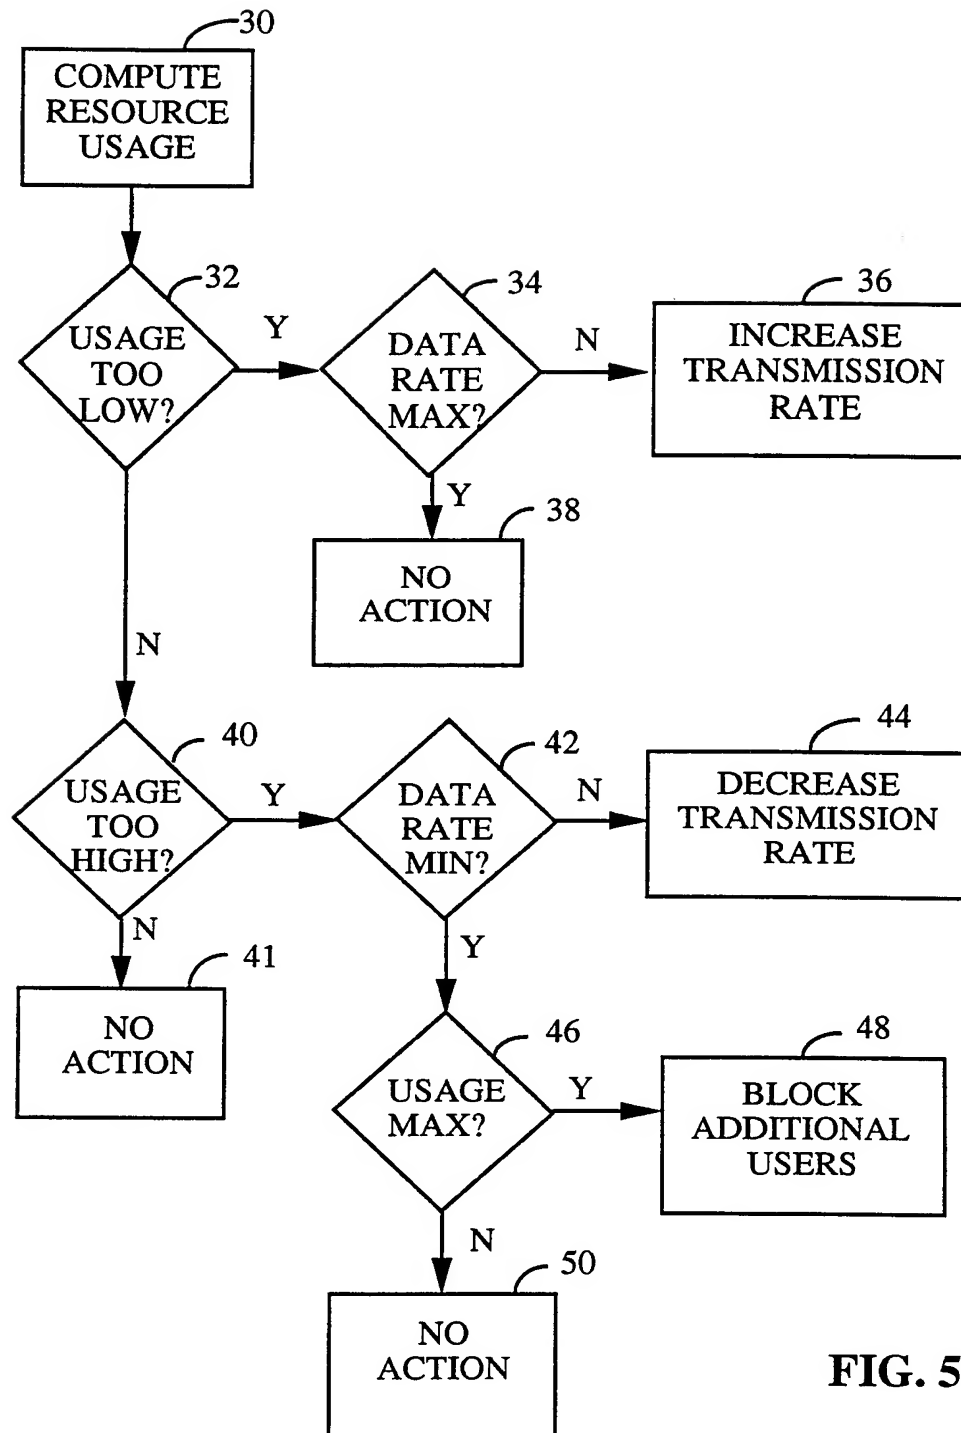 30
COMPUTE
RESOURCE
USAGE
32
USAGE
TOO
LOW?
Y
34
DATA
RATE
MAX?
N
36
INCREASE
TRANSMISSION
RATE
Y
38
NO
ACTION
N
40
USAGE
TOO
HIGH?
Y
42
DATA
RATE
MIN?
N
44
DECREASE
TRANSMISSION
RATE
N
41
NO
ACTION
Y
46
USAGE
MAX?
Y
48
BLOCK
ADDITIONAL
USERS
N
50
NO
ACTION
FIG. 5